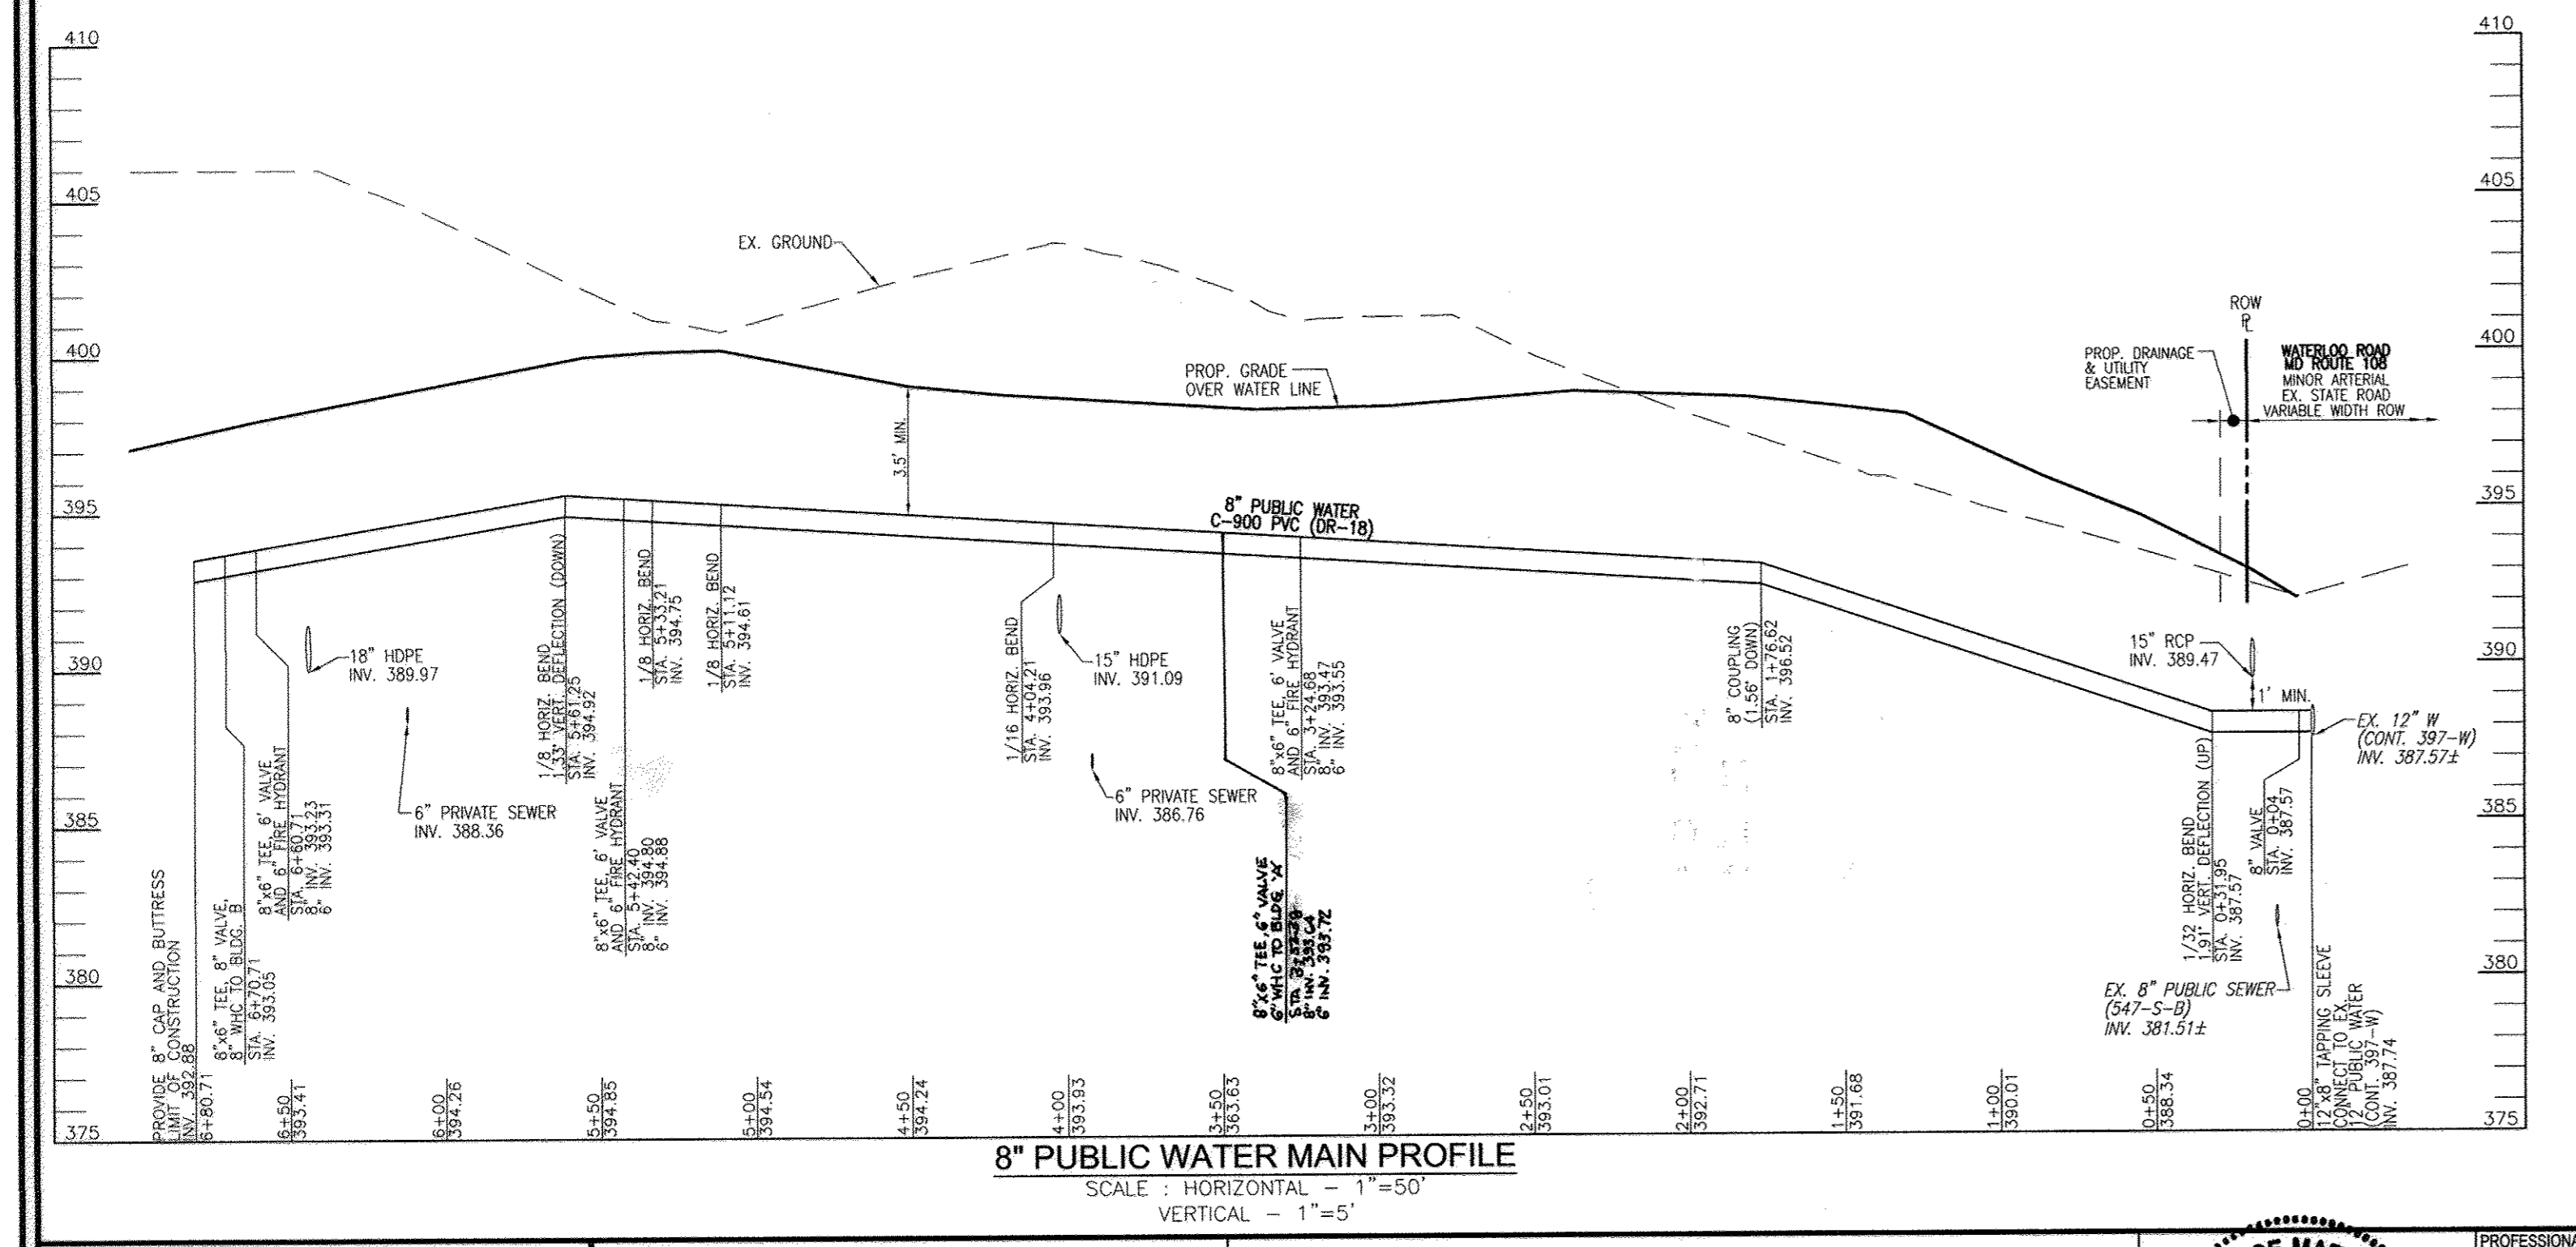 410
410
405
405
400
400
395
395
390
390
385
385
380
380
375
375
EX. GROUND
PROP. GRADE
OVER WATER LINE
3.5' MIN.
8" PUBLIC WATER
C-900 PVC (DR-18)
ROW
PROP. DRAINAGE
& UTILITY
EASEMENT
WATERLOO ROAD
MD ROUTE 108
MINOR ARTERIAL
EX. STATE ROAD
VARIABLE WIDTH ROW
18" HDPE
INV. 389.97
6" PRIVATE SEWER
INV. 388.36
15" HDPE
INV. 391.09
6" PRIVATE SEWER
INV. 386.76
15" RCP
INV. 389.47
1' MIN.
EX. 12" W
(CONT. 397-W)
INV. 387.57±
EX. 8" PUBLIC SEWER
(547-S-B)
INV. 381.51±
PROVIDE 8" CAP AND BUTTRESS
LIMIT OF CONSTRUCTION
INV. 392.88
6+80.71
8"x6" TEE, 8" VALVE,
8" WHC TO BLDG. B
STA. 6+70.71
INV. 393.05
8"x6" TEE, 6' VALVE
AND 6" FIRE HYDRANT
STA. 6+60.71
8" INV. 393.23
6" INV. 393.31
1/8 HORIZ. BEND
1.33' VERT. DEFLECTION (DOWN)
STA. 5+61.25
INV. 394.92
8"x6" TEE, 6' VALVE
AND 6" FIRE HYDRANT
STA. 5+42.40
8" INV. 394.80
6" INV. 394.88
1/8 HORIZ. BEND
STA. 5+33.21
INV. 394.75
1/8 HORIZ. BEND
STA. 5+11.12
INV. 394.61
1/16 HORIZ. BEND
STA. 4+04.21
INV. 393.96
8"x6" TEE, 6" VALVE
6" WHC TO BLDG. 'A'
STA.
8" INV. 393.64
6" INV. 393.72
8"x6" TEE, 6' VALVE
AND 6" FIRE HYDRANT
STA. 3+24.68
8" INV. 393.47
6" INV. 393.55
8" COUPLING
(1.56' DOWN)
STA. 1+76.62
INV. 396.52
1/32 HORIZ. BEND
1.91' VERT. DEFLECTION (UP)
STA. 0+31.95
INV. 387.57
8" VALVE
STA. 0+04
INV. 387.57
12"x8" TAPPING SLEEVE
CONNECT TO EX.
12" PUBLIC WATER
(CONT. 397-W)
INV. 387.74
6+50
393.41
6+00
394.26
5+50
394.85
5+00
394.54
4+50
394.24
4+00
393.93
3+50
363.63
3+00
393.32
2+50
393.01
2+00
392.71
1+50
391.68
1+00
390.01
0+50
388.34
0+00
8" PUBLIC WATER MAIN PROFILE
SCALE : HORIZONTAL - 1"=50'
VERTICAL - 1"=5'